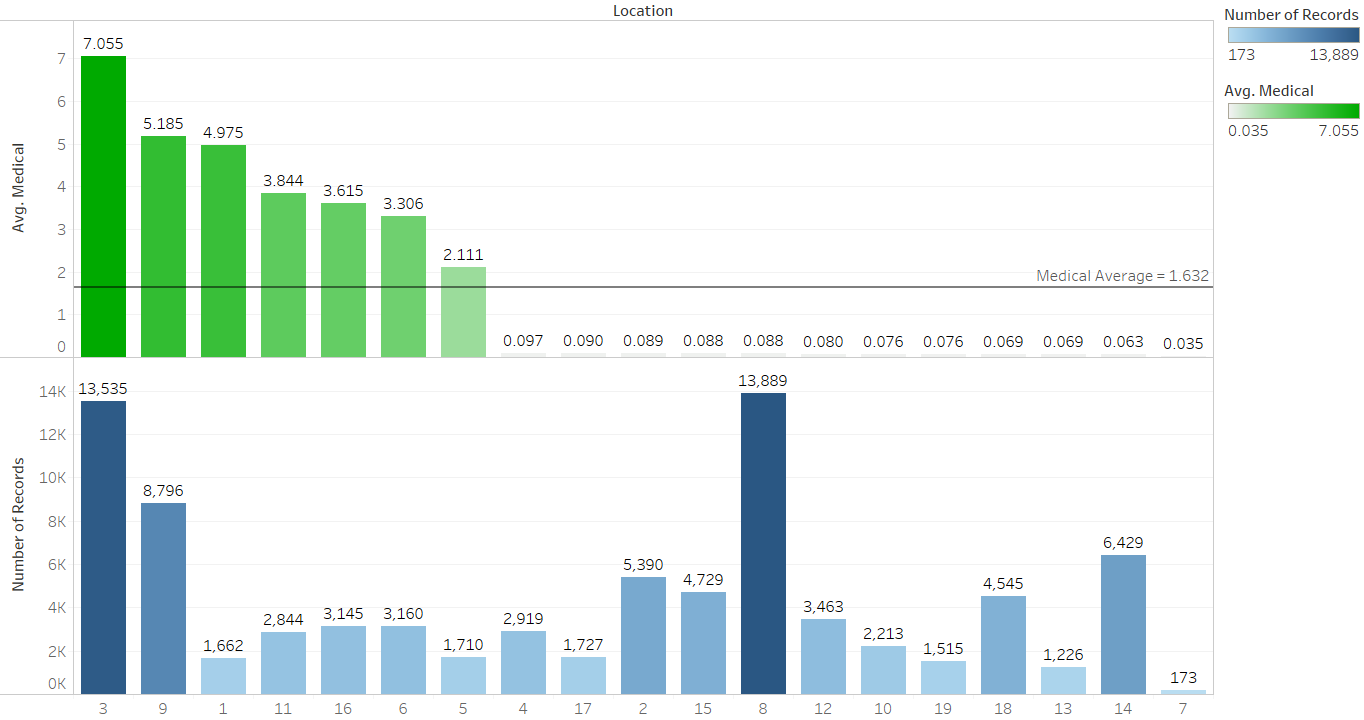 Location
Number of Records
173 13,889
Avg. Medical
0.035 7.055
Avg. Medical
7
6
5
4
3
2
1
0
7.055
5.185
4.975
3.844
3.615
3.306
2.111
0.097 0.090 0.089 0.088 0.088 0.080 0.076 0.076 0.069 0.069 0.063 0.035
Medical Average = 1.632
Number of Records
14K
12K
10K
8K
6K
4K
2K
0K
13,535
8,796
1,662
2,844
3,145
3,160
1,710
2,919
1,727
5,390
4,729
13,889
3,463
2,213
1,515
4,545
1,226
6,429
173
3 9 1 11 16 6 5 4 17 2 15 8 12 10 19 18 13 14 7